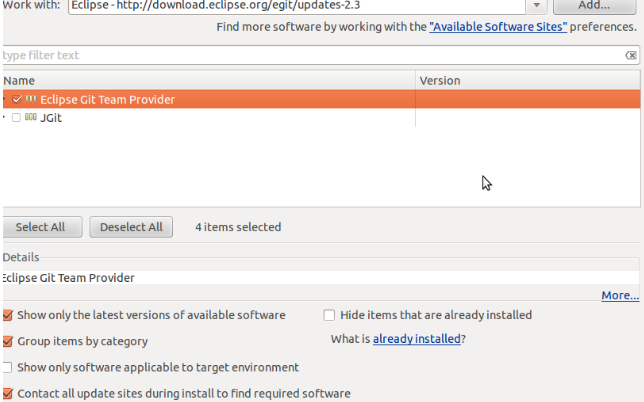 Work with: Eclipse - http://download.eclipse.org/egit/updates-2.3 Add...
Find more software by working with the "Available Software Sites" preferences.
type filter text
Name Version
Eclipse Git Team Provider
JGit
Select All Deselect All 4 items selected
Details
Eclipse Git Team Provider
More...
Show only the latest versions of available software Hide items that are already installed
Group items by category What is already installed?
Show only software applicable to target environment
Contact all update sites during install to find required software